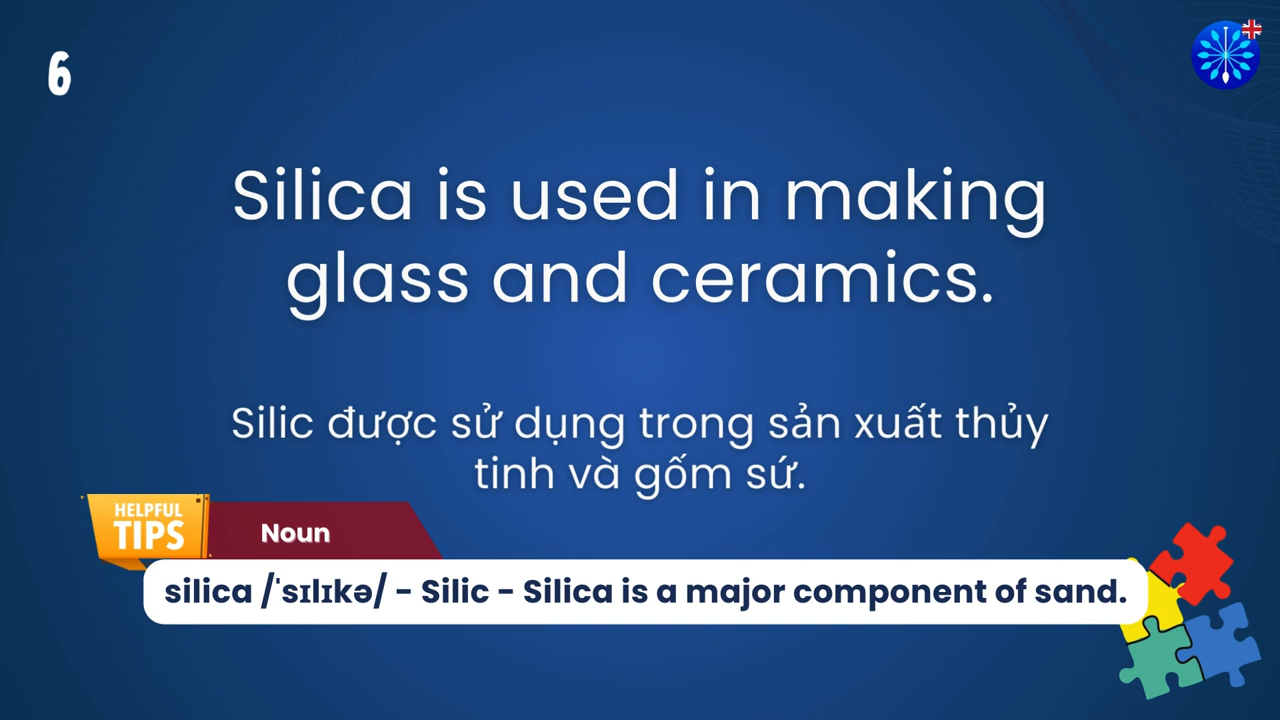 6
Silica is used in making
glass and ceramics.
Silic được sử dụng trong sản xuất thủy
tinh và gốm sứ.
HELPFUL
TIPS
Noun
silica /ˈsɪlɪkə/ - Silic - Silica is a major component of sand.